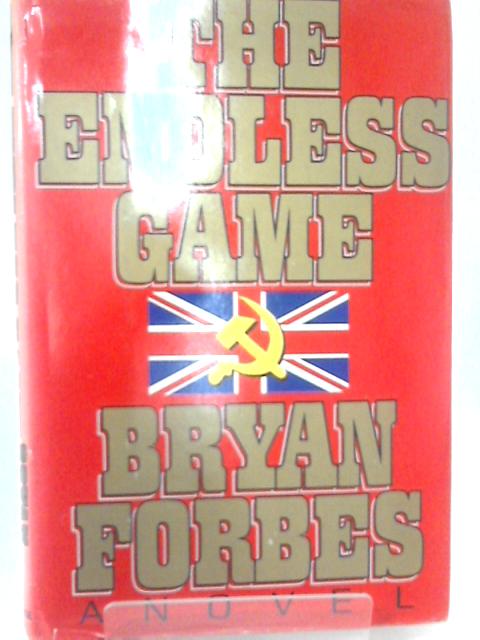 THE
ENDLESS
GAME
BRYAN
FORBES
A NOVEL